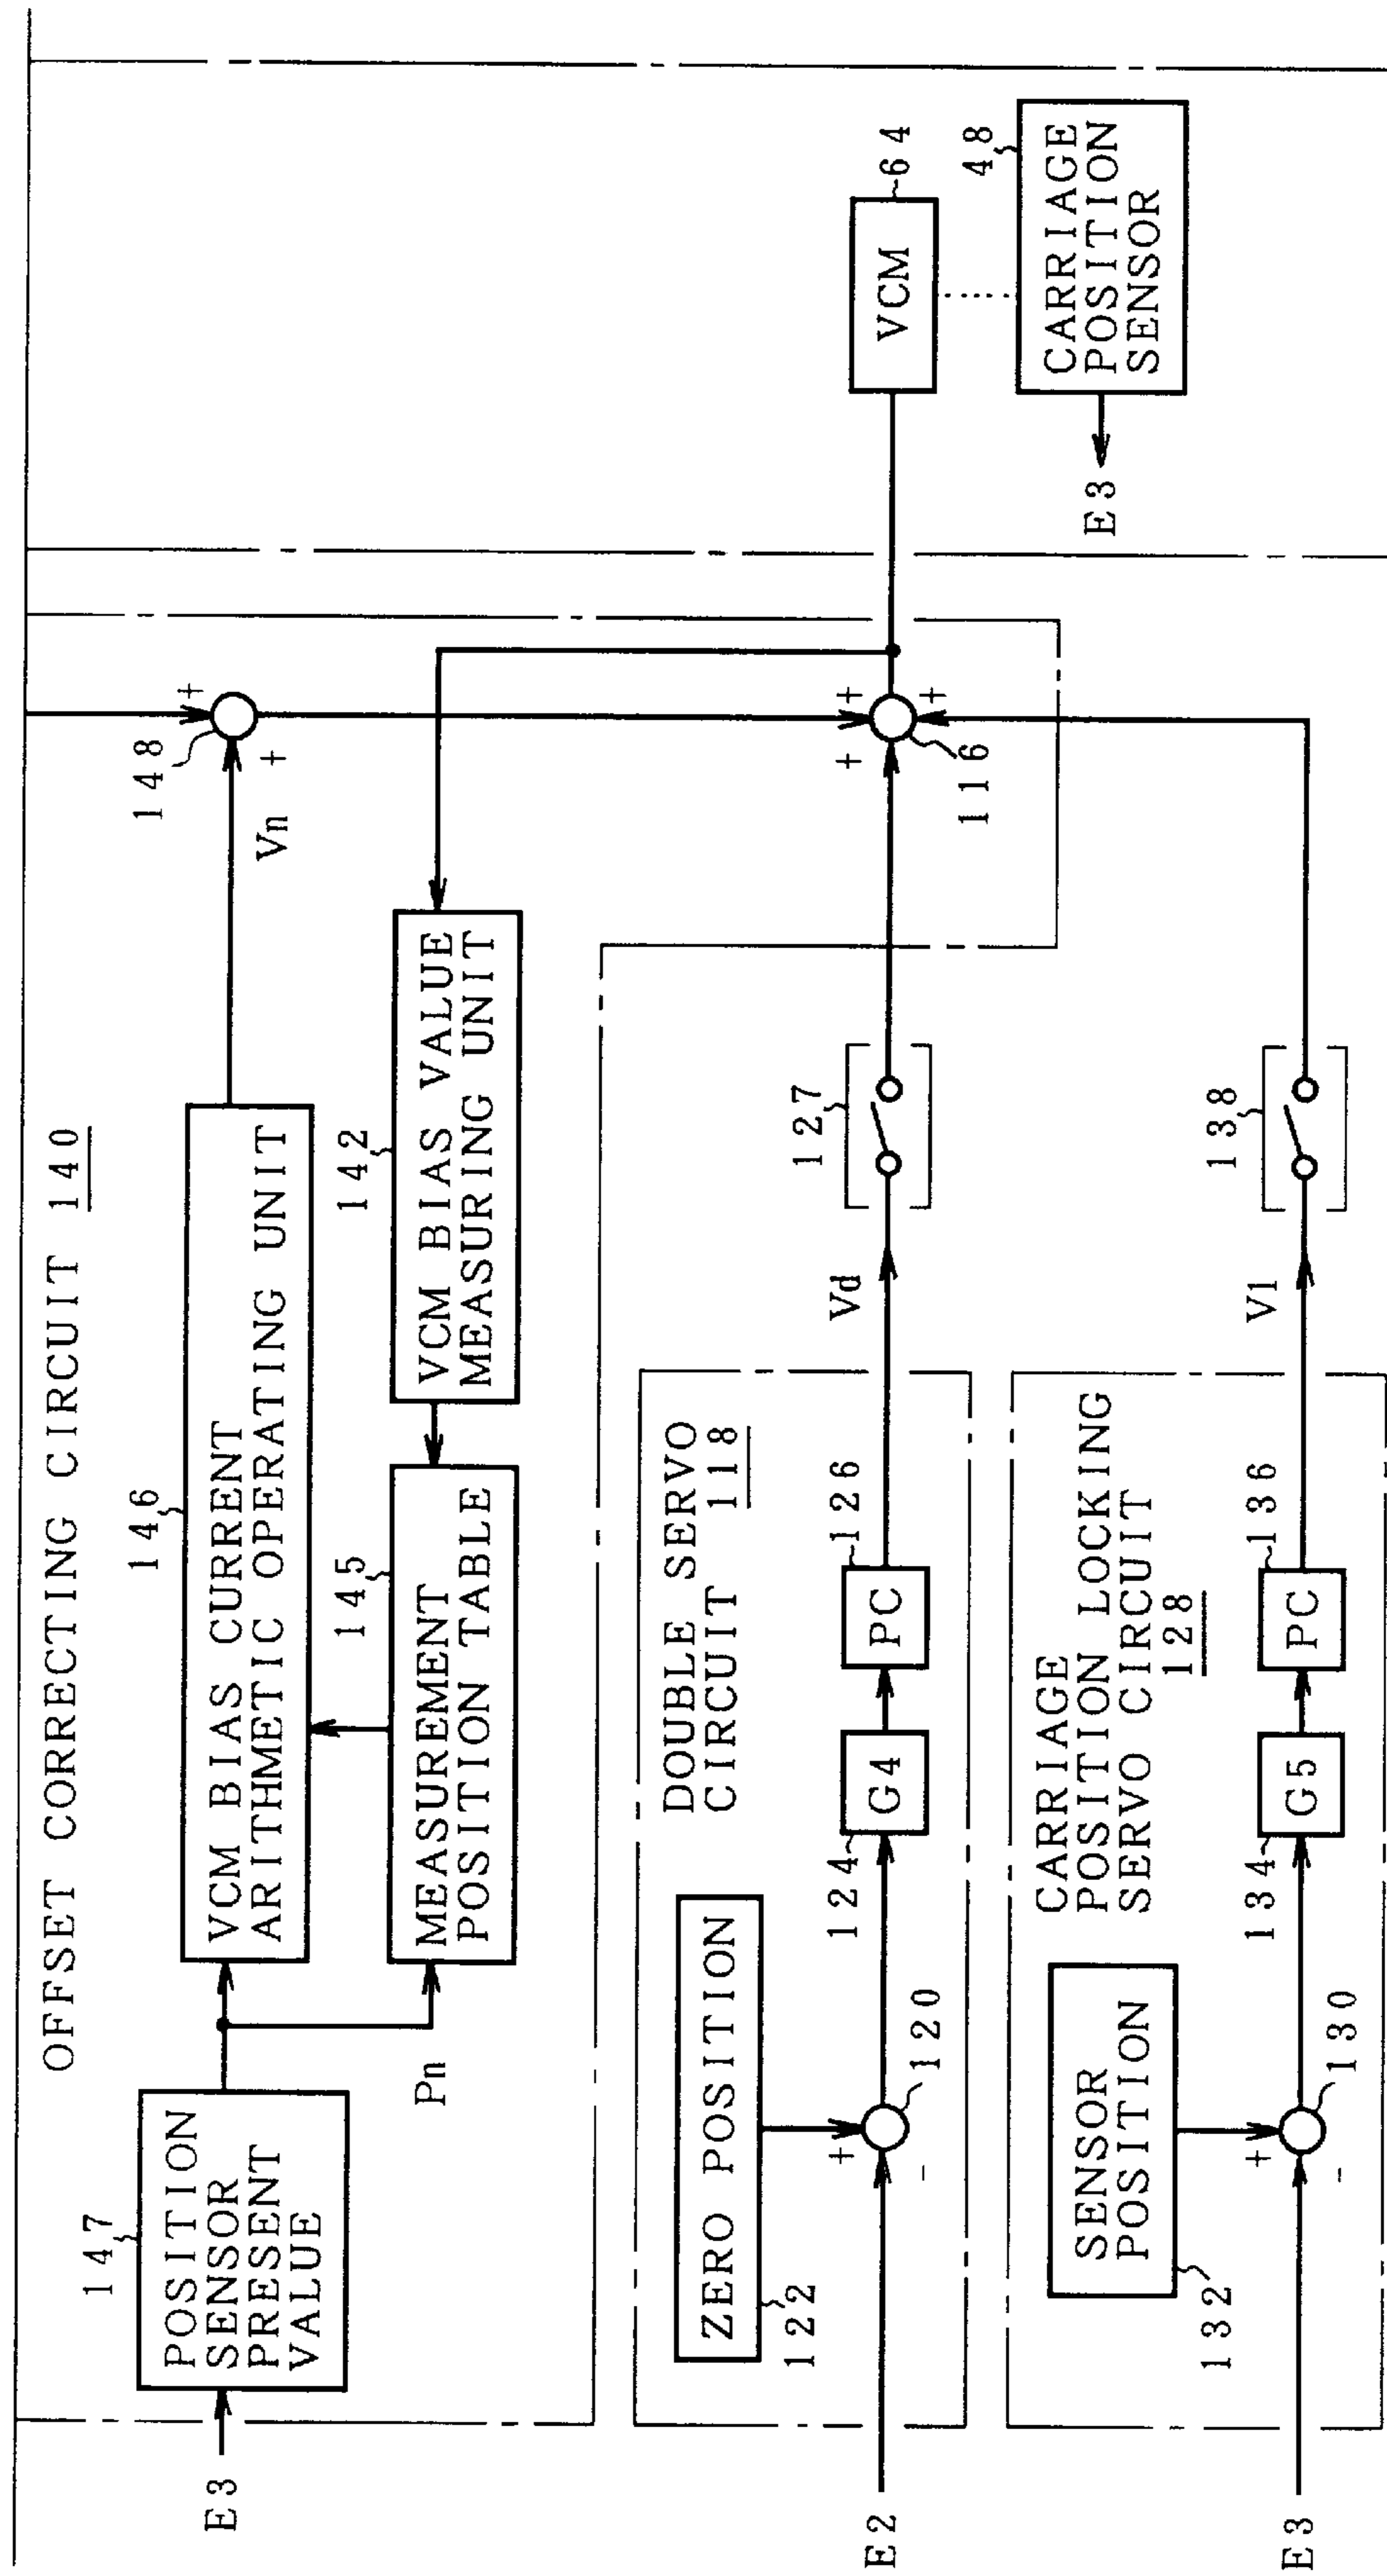 OFFSET CORRECTING CIRCUIT 140
E3
147
POSITION
SENSOR
PRESENT
VALUE
Pn
146
VCM BIAS CURRENT
ARITHMETIC OPERATING UNIT
145
MEASUREMENT
POSITION TABLE
142
VCM BIAS VALUE
MEASURING UNIT
Vn
148
+
+
E2
ZERO POSITION
122
+
-
120
DOUBLE SERVO
CIRCUIT 118
124
G4
126
PC
Vd
127
+
+
+
116
VCM
64
48
CARRIAGE
POSITION
SENSOR
E3
E3
SENSOR
POSITION
132
+
-
130
CARRIAGE
POSITION LOCKING
SERVO CIRCUIT
128
134
G5
136
PC
V1
138